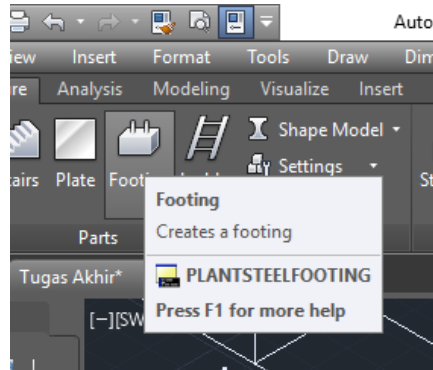 Auto
iew Insert Format Tools Draw Dim
re Analysis Modeling Visualize Insert
Shape Model
airs Plate Foot
Settings
St
Parts
Footing
Creates a footing
PLANTSTEELFOOTING
Press F1 for more help
Tugas Akhir*
[−][SW